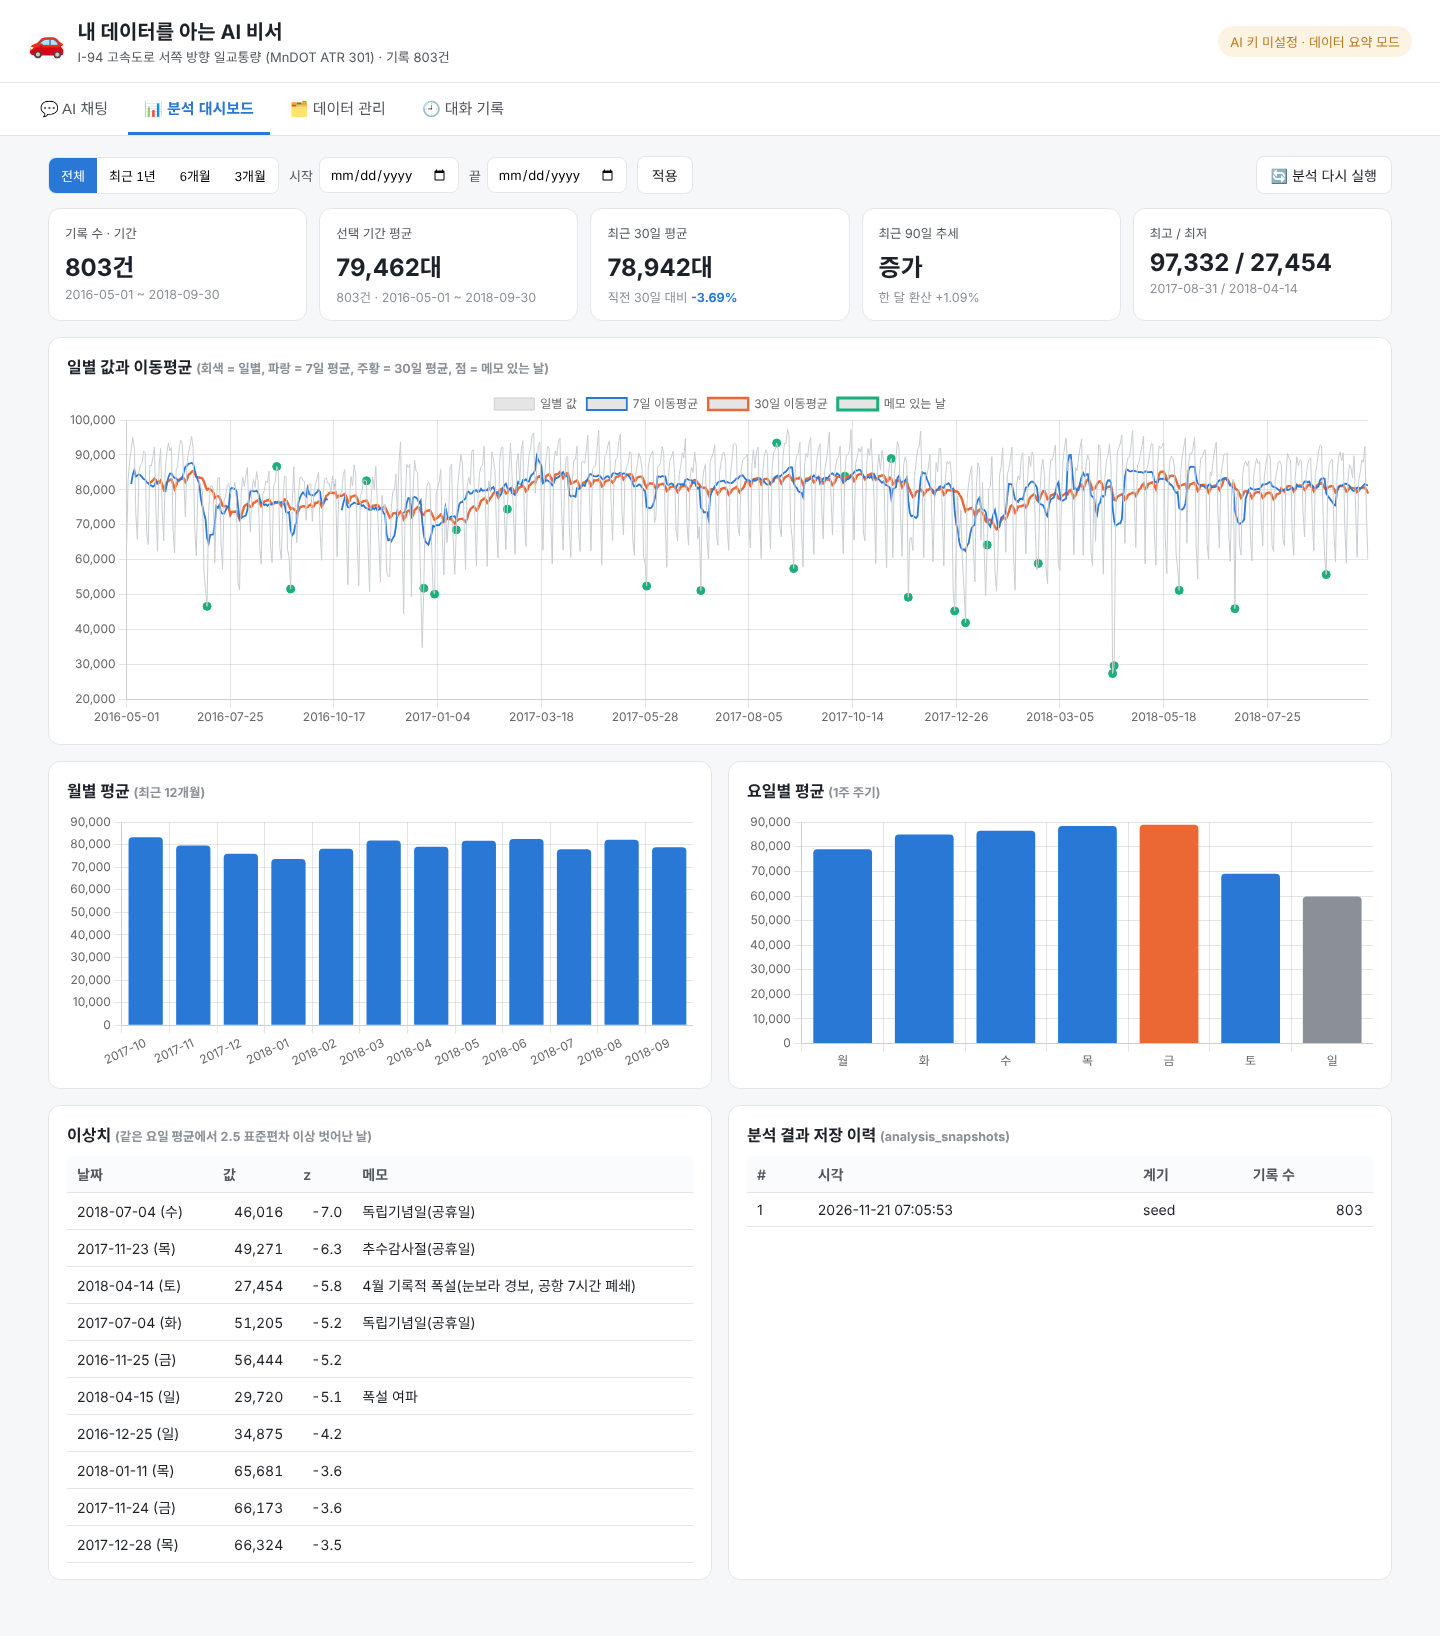 내 데이터를 아는 AI 비서
I-94 고속도로 서쪽 방향 일교통량 (MnDOT ATR 301) · 기록 803건
AI 키 미설정 · 데이터 요약 모드
AI 채팅
분석 대시보드
데이터 관리
대화 기록
전체 최근 1년 6개월 3개월 시작 mm/dd/yyyy 끝 mm/dd/yyyy 적용
분석 다시 실행
기록 수 · 기간
803건
2016-05-01 ~ 2018-09-30
선택 기간 평균
79,462대
803건 · 2016-05-01 ~ 2018-09-30
최근 30일 평균
78,942대
직전 30일 대비 -3.69%
최근 90일 추세
증가
한 달 환산 +1.09%
최고 / 최저
97,332 / 27,454
2017-08-31 / 2018-04-14
일별 값과 이동평균 (회색 = 일별, 파랑 = 7일 평균, 주황 = 30일 평균, 점 = 메모 있는 날)
일별 값 7일 이동평균 30일 이동평균 메모 있는 날
100,000
90,000
80,000
70,000
60,000
50,000
40,000
30,000
20,000
2016-05-01 2016-07-25 2016-10-17 2017-01-04 2017-03-18 2017-05-28 2017-08-05 2017-10-14 2017-12-26 2018-03-05 2018-05-18 2018-07-25
월별 평균 (최근 12개월)
90,000
80,000
70,000
60,000
50,000
40,000
30,000
20,000
10,000
0
2017-10 2017-11 2017-12 2018-01 2018-02 2018-03 2018-04 2018-05 2018-06 2018-07 2018-08 2018-09
요일별 평균 (1주 주기)
90,000
80,000
70,000
60,000
50,000
40,000
30,000
20,000
10,000
0
월 화 수 목 금 토 일
이상치 (같은 요일 평균에서 2.5 표준편차 이상 벗어난 날)
날짜 값 z 메모
2018-07-04 (수) 46,016 -7.0 독립기념일(공휴일)
2017-11-23 (목) 49,271 -6.3 추수감사절(공휴일)
2018-04-14 (토) 27,454 -5.8 4월 기록적 폭설(눈보라 경보, 공항 7시간 폐쇄)
2017-07-04 (화) 51,205 -5.2 독립기념일(공휴일)
2016-11-25 (금) 56,444 -5.2
2018-04-15 (일) 29,720 -5.1 폭설 여파
2016-12-25 (일) 34,875 -4.2
2018-01-11 (목) 65,681 -3.6
2017-11-24 (금) 66,173 -3.6
2017-12-28 (목) 66,324 -3.5
분석 결과 저장 이력 (analysis_snapshots)
# 시각 계기 기록 수
1 2026-11-21 07:05:53 seed 803